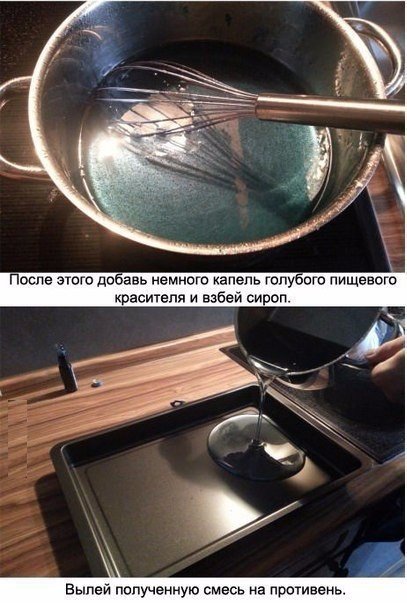 После этого добавь немного капель голубого пищевого
красителя и взбей сироп.
Вылей полученную смесь на противень.